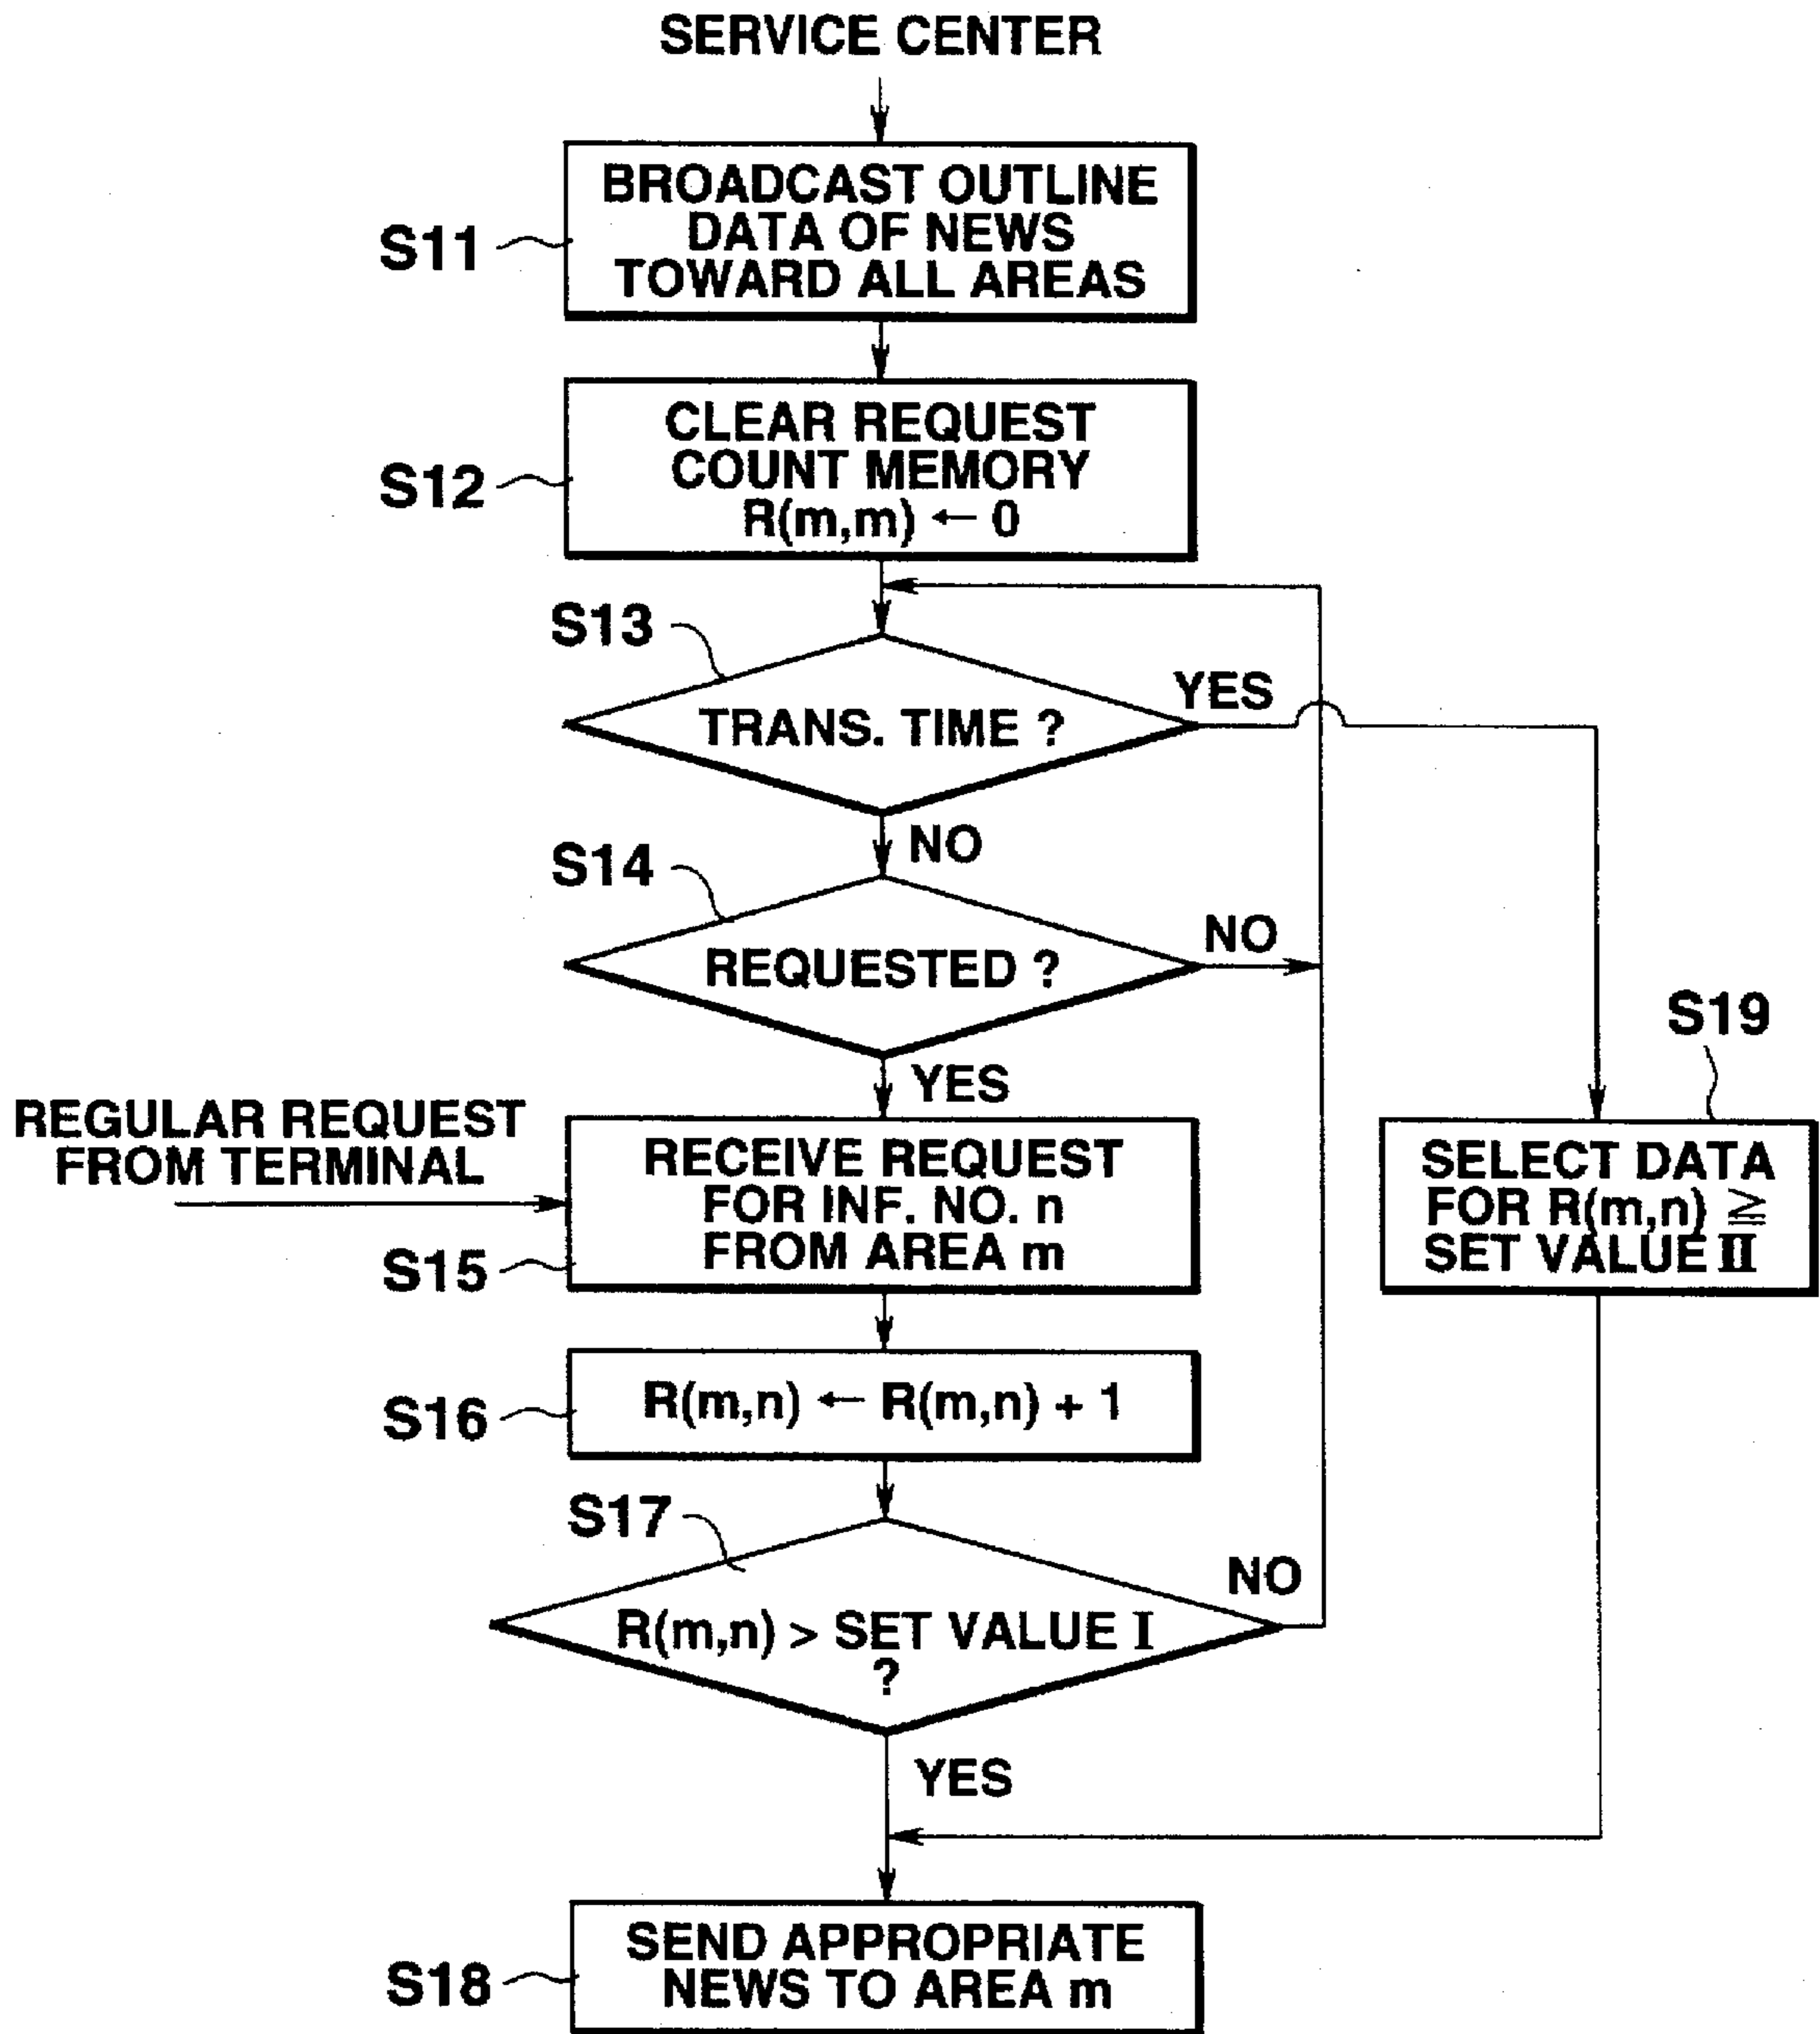 SERVICE CENTER
S11
BROADCAST OUTLINE
DATA OF NEWS
TOWARD ALL AREAS
S12
CLEAR REQUEST
COUNT MEMORY
R(m,m) ← 0
S13
TRANS. TIME ?
YES
NO
S14
REQUESTED ?
NO
YES
REGULAR REQUEST
FROM TERMINAL
S15
RECEIVE REQUEST
FOR INF. NO. n
FROM AREA m
S19
SELECT DATA
FOR R(m,n) ≧
SET VALUE II
S16
R(m,n) ← R(m,n) + 1
S17
R(m,n) > SET VALUE I
?
NO
YES
S18
SEND APPROPRIATE
NEWS TO AREA m